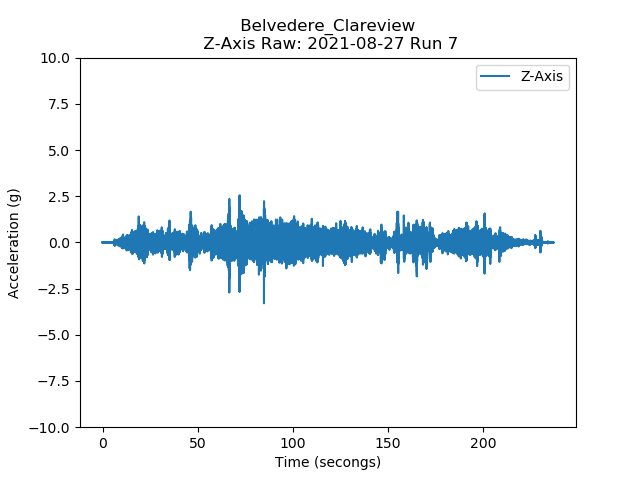 Belvedere_Clareview
Z-Axis Raw: 2021-08-27 Run 7
Z-Axis
Acceleration (g)
10.0
7.5
5.0
2.5
0.0
−2.5
−5.0
−7.5
−10.0
0 50 100 150 200
Time (secongs)